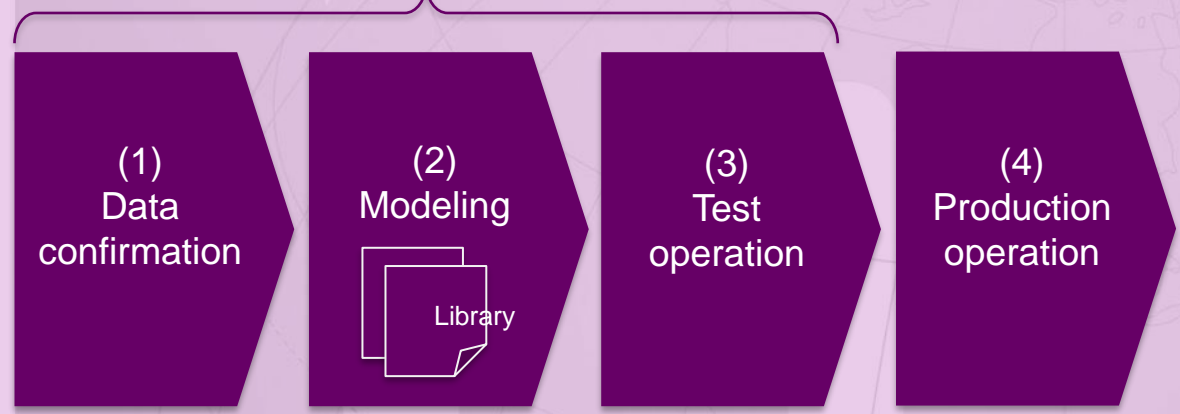 (1)
Data
confirmation
(2)
Modeling
Library
(3)
Test
operation
(4)
Production
operation